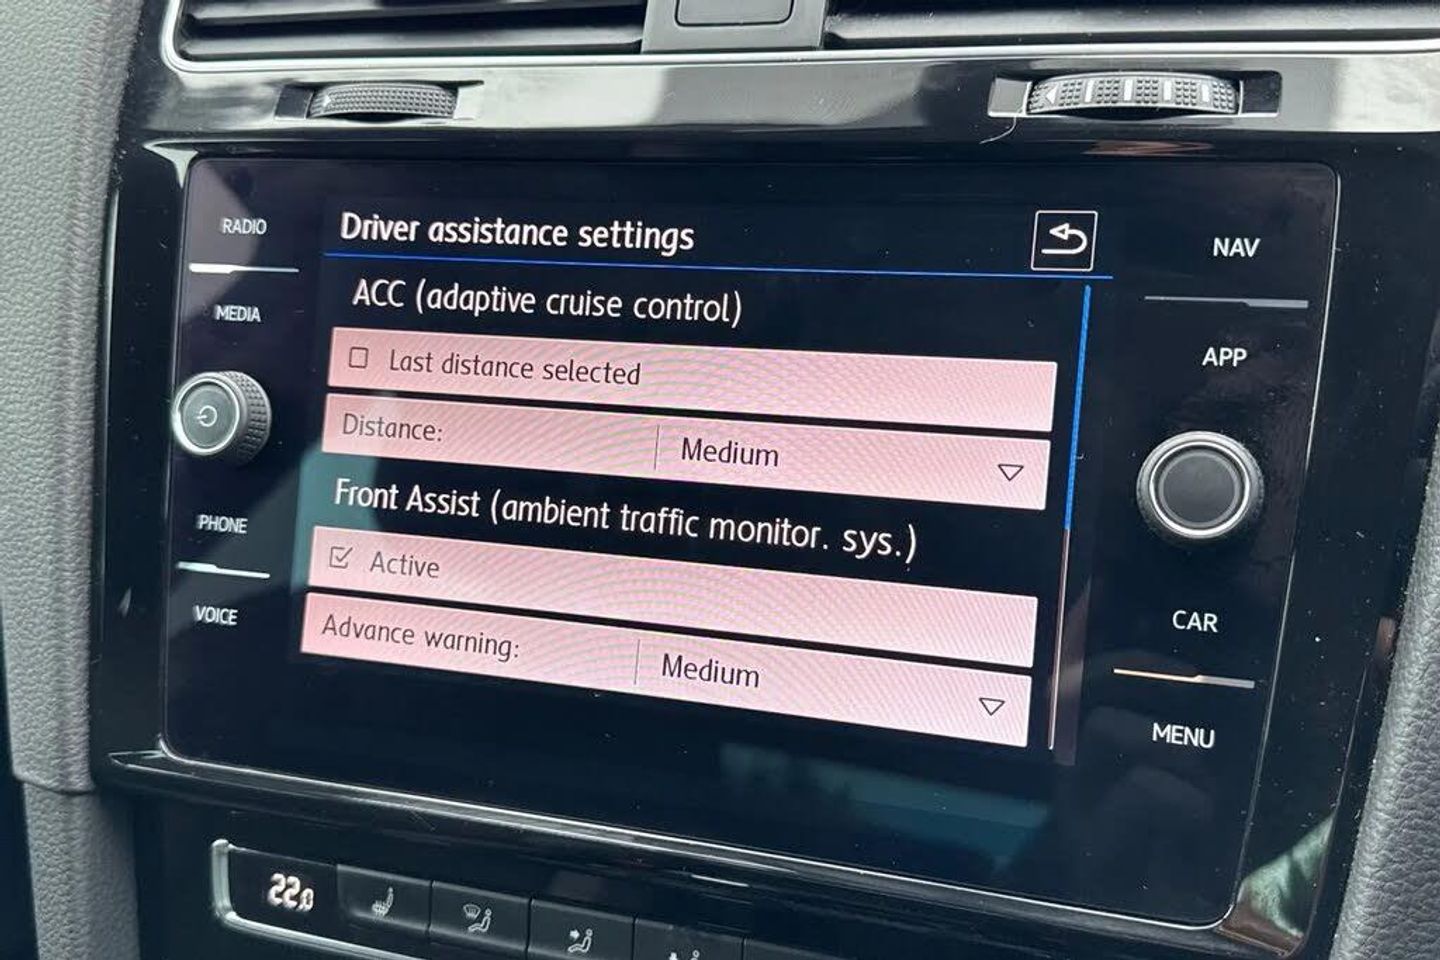 RADIO
MEDIA
PHONE
VOICE
Driver assistance settings
ACC (adaptive cruise control)
Last distance selected
Distance: Medium
Front Assist (ambient traffic monitor. sys.)
Active
Advance warning: Medium
NAV
APP
CAR
MENU
22.0